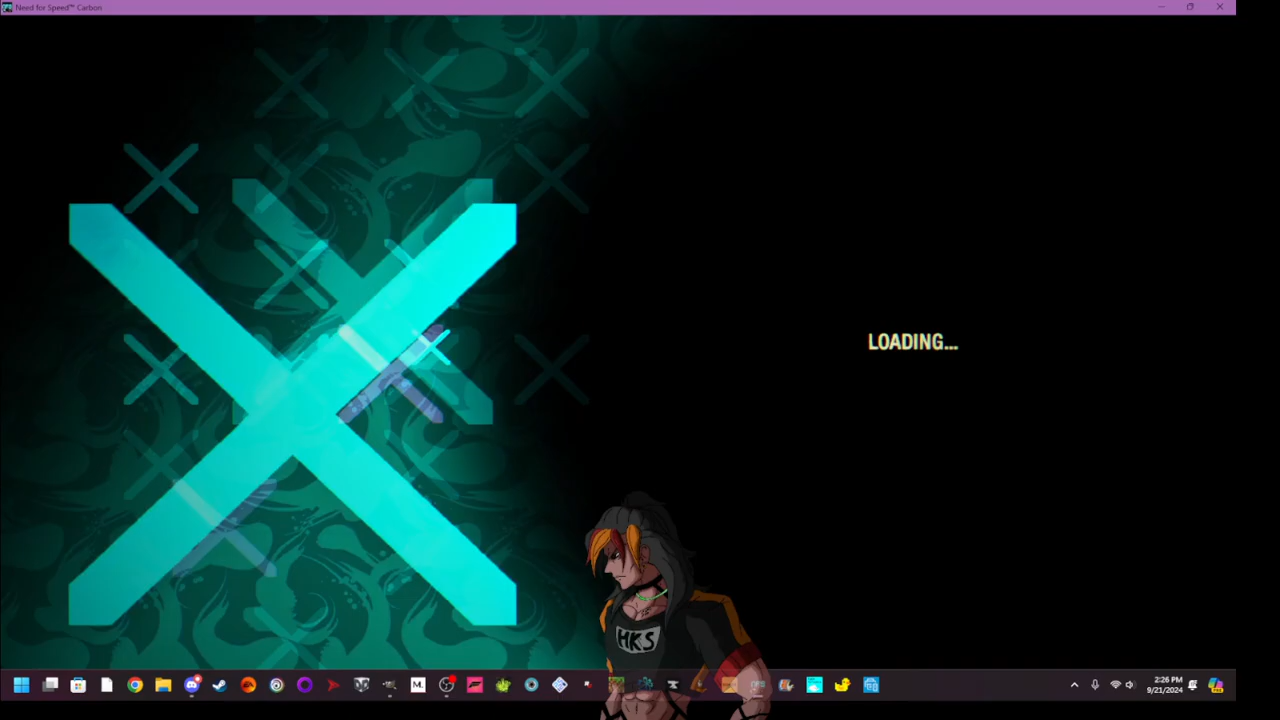 Need for Speed™ Carbon
LOADING...
HKS
2:26 PM
9/21/2024